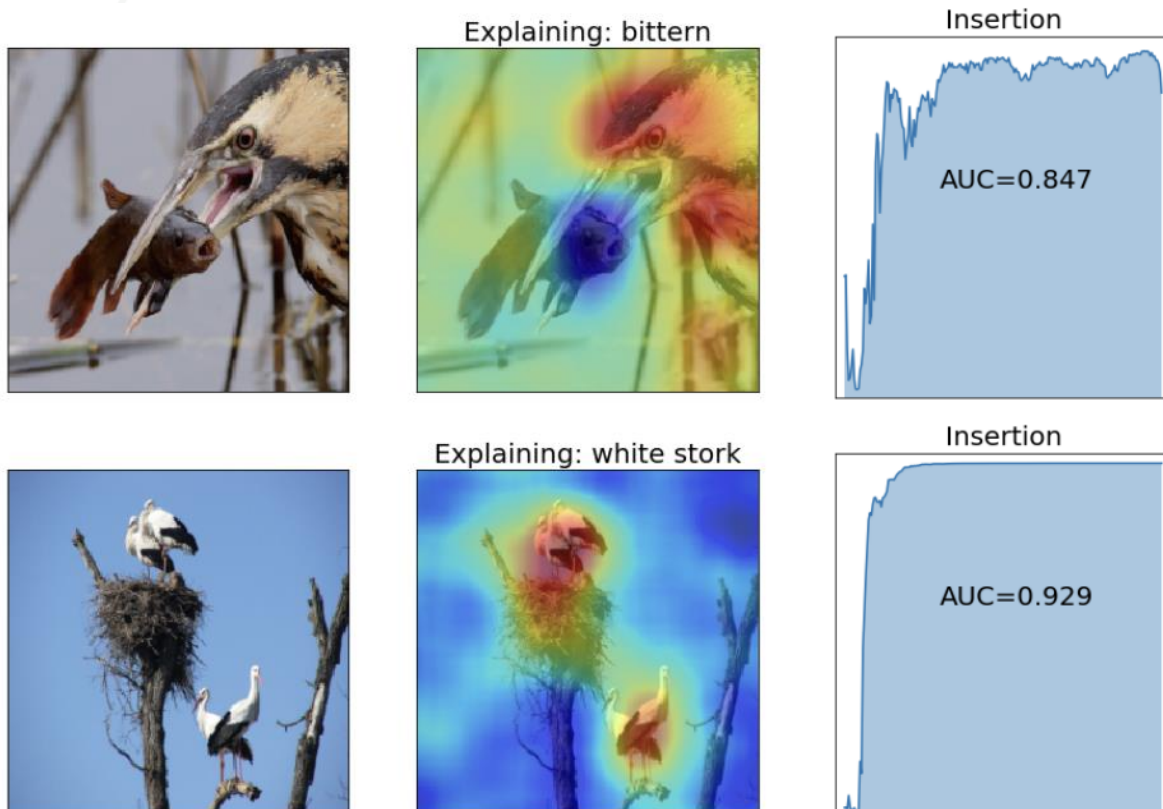 Explaining: bittern
Insertion
AUC=0.847
Explaining: white stork
Insertion
AUC=0.929